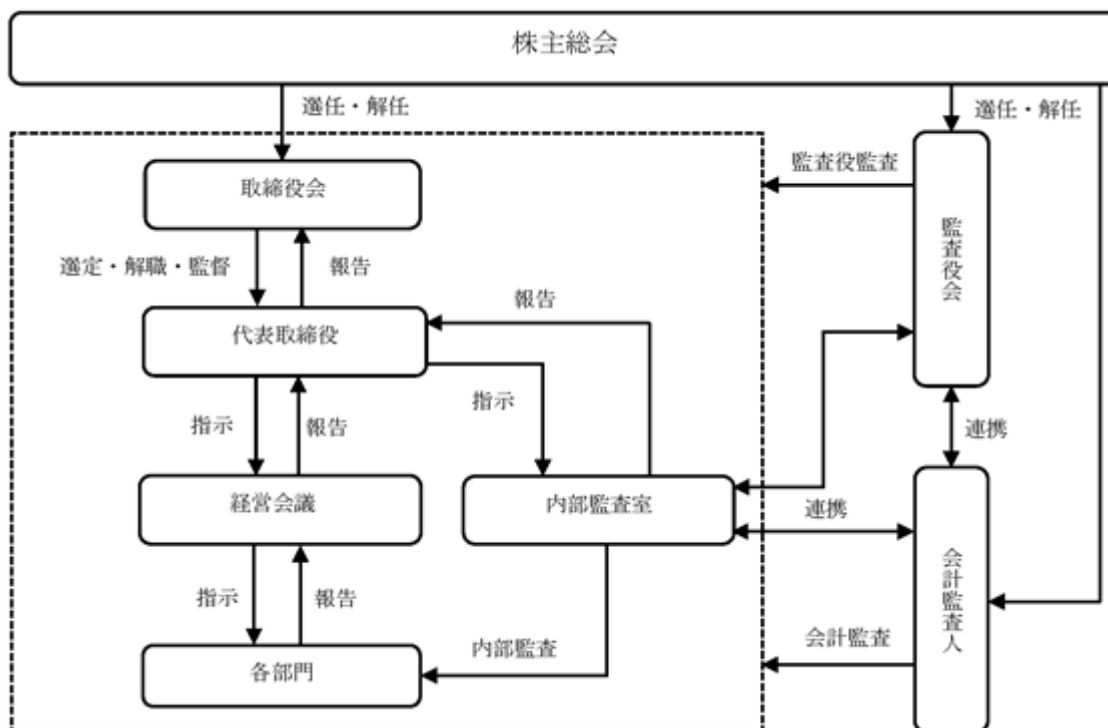 株主総会
選任・解任
選任・解任
取締役会
監査役監査
監査役会
選定・解職・監督
報告
報告
代表取締役
指示
報告
指示
連携
経営会議
内部監査室
連携
会計監査人
指示
報告
会計監査
内部監査
各部門